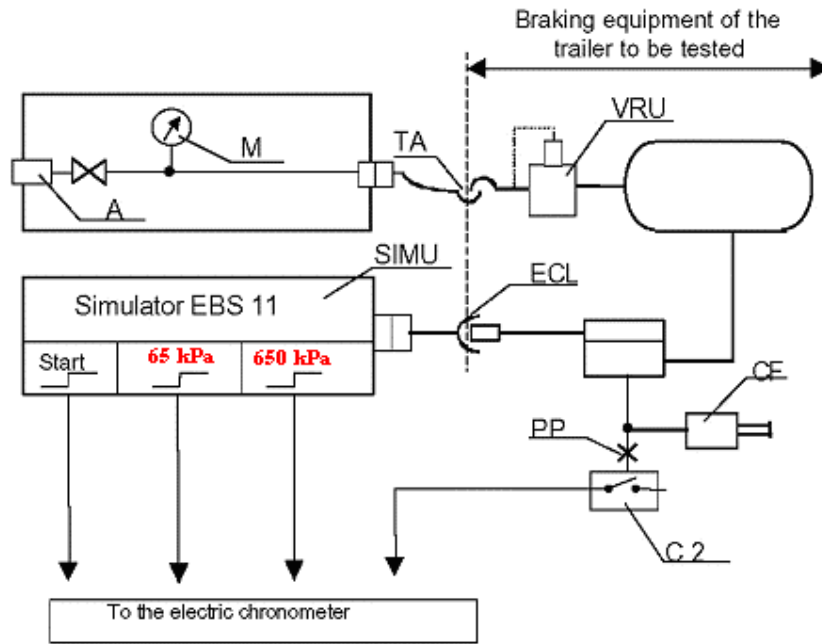 Braking equipment of the
trailer to be tested
M
TA
VRU
A
SIMU
ECL
Simulator EBS 11
Start
65 kPa
650 kPa
CF
PP
C 2
To the electric chronometer